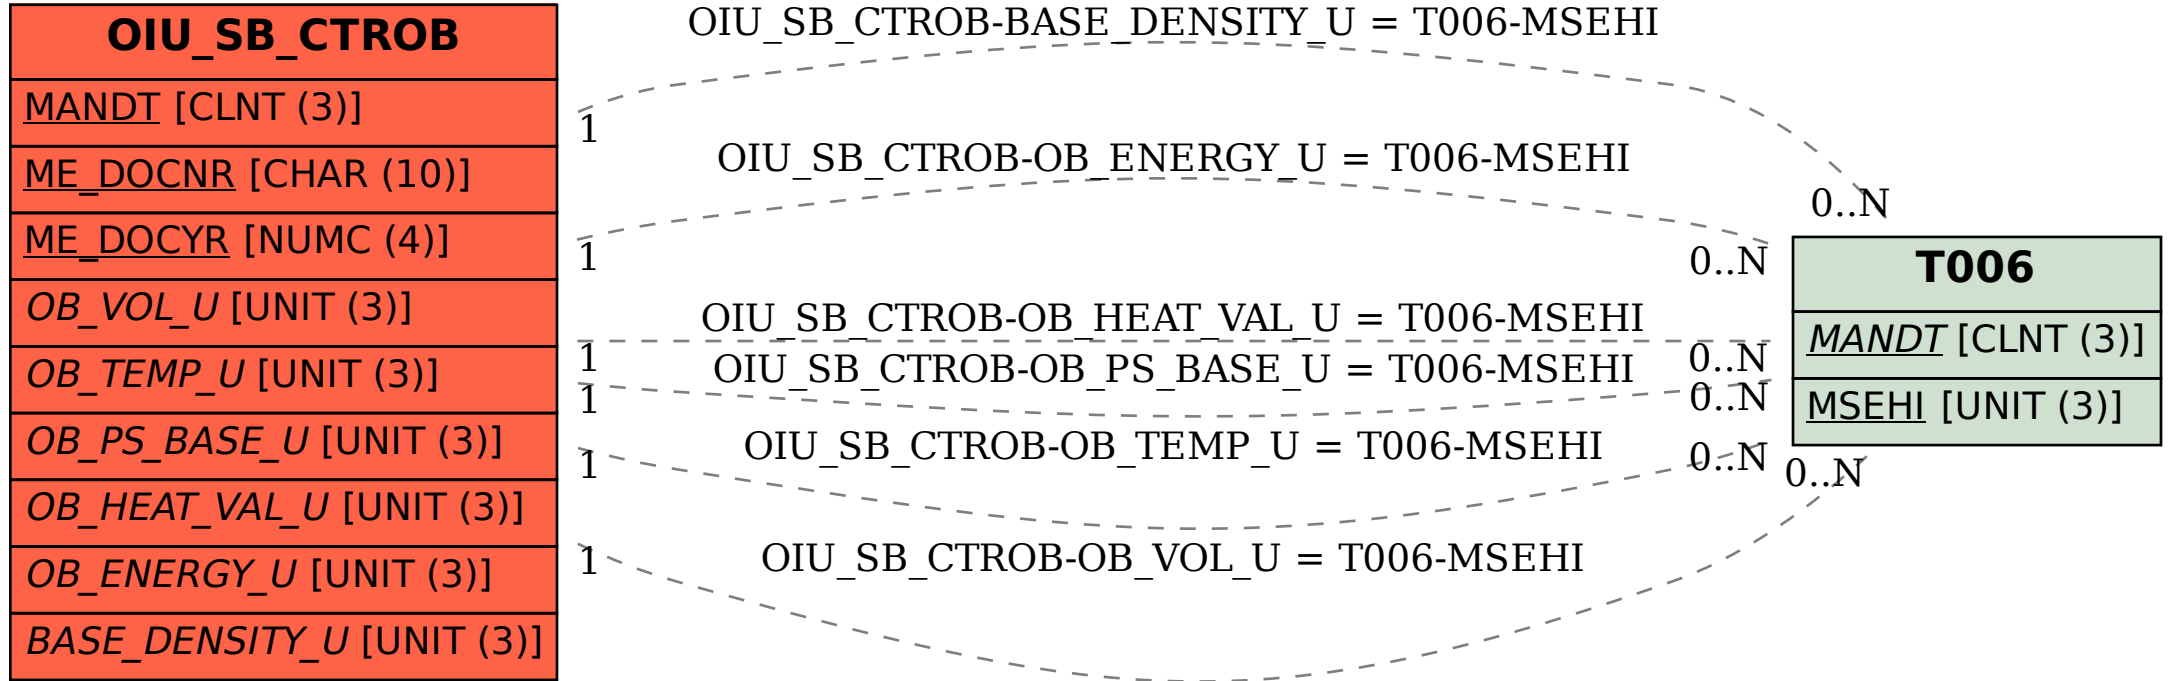 OIU_SB_CTROB
MANDT [CLNT (3)]
ME_DOCNR [CHAR (10)]
ME_DOCYR [NUMC (4)]
OB_VOL_U [UNIT (3)]
OB_TEMP_U [UNIT (3)]
OB_PS_BASE_U [UNIT (3)]
OB_HEAT_VAL_U [UNIT (3)]
OB_ENERGY_U [UNIT (3)]
BASE_DENSITY_U [UNIT (3)]
OIU_SB_CTROB-BASE_DENSITY_U = T006-MSEHI
1
0..N
OIU_SB_CTROB-OB_ENERGY_U = T006-MSEHI
1
0..N
OIU_SB_CTROB-OB_HEAT_VAL_U = T006-MSEHI
1
0..N
OIU_SB_CTROB-OB_PS_BASE_U = T006-MSEHI
1
0..N
OIU_SB_CTROB-OB_TEMP_U = T006-MSEHI
1
0..N
OIU_SB_CTROB-OB_VOL_U = T006-MSEHI
1
0..N
T006
MANDT [CLNT (3)]
MSEHI [UNIT (3)]